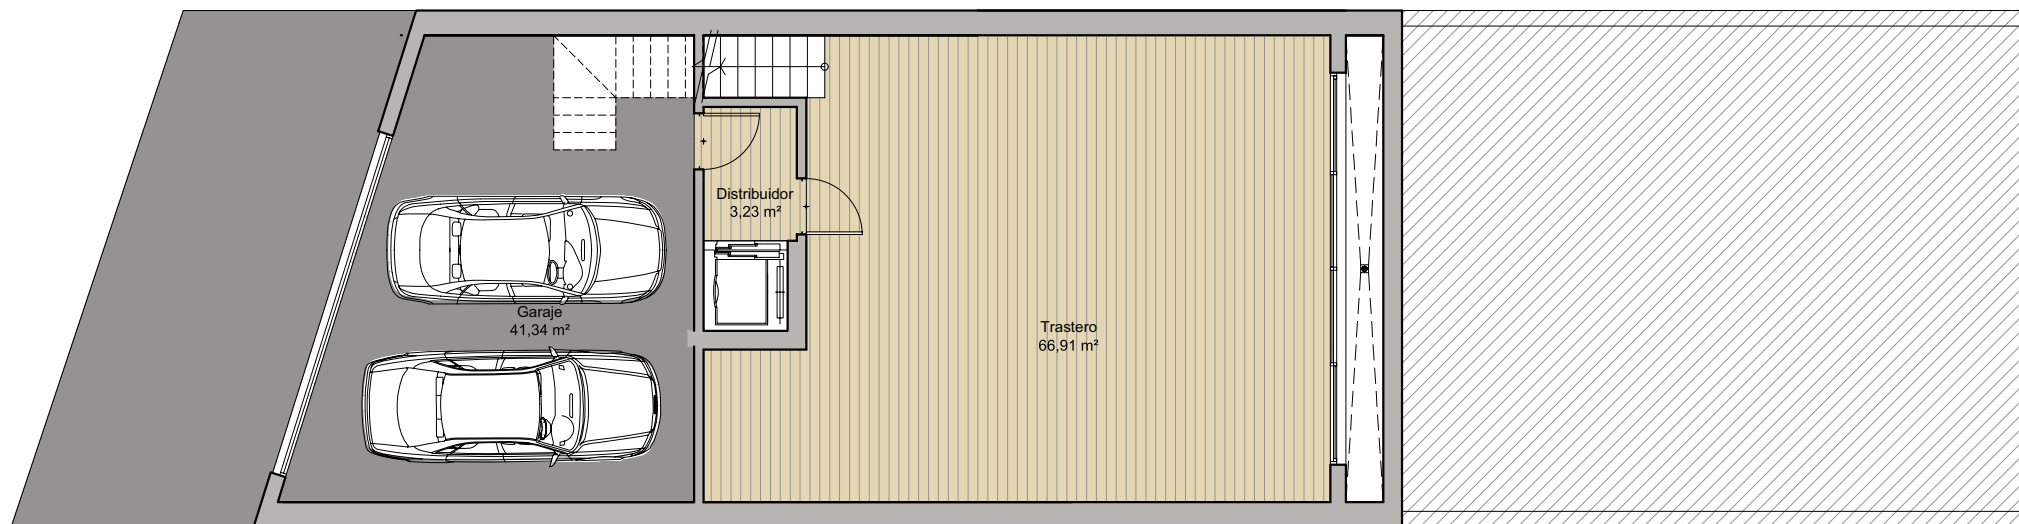 Distribuidor
3,23 m²
Garaje
41,34 m²
Trastero
66,91 m²